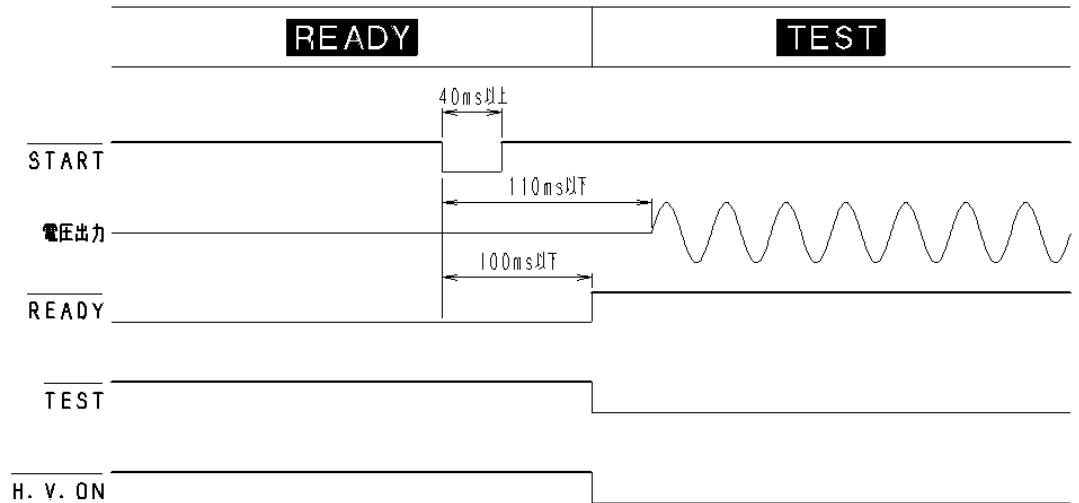 READY TEST
40ms以上
START
110ms以下
電圧出力
100ms以下
READY
TEST
H. V. ON